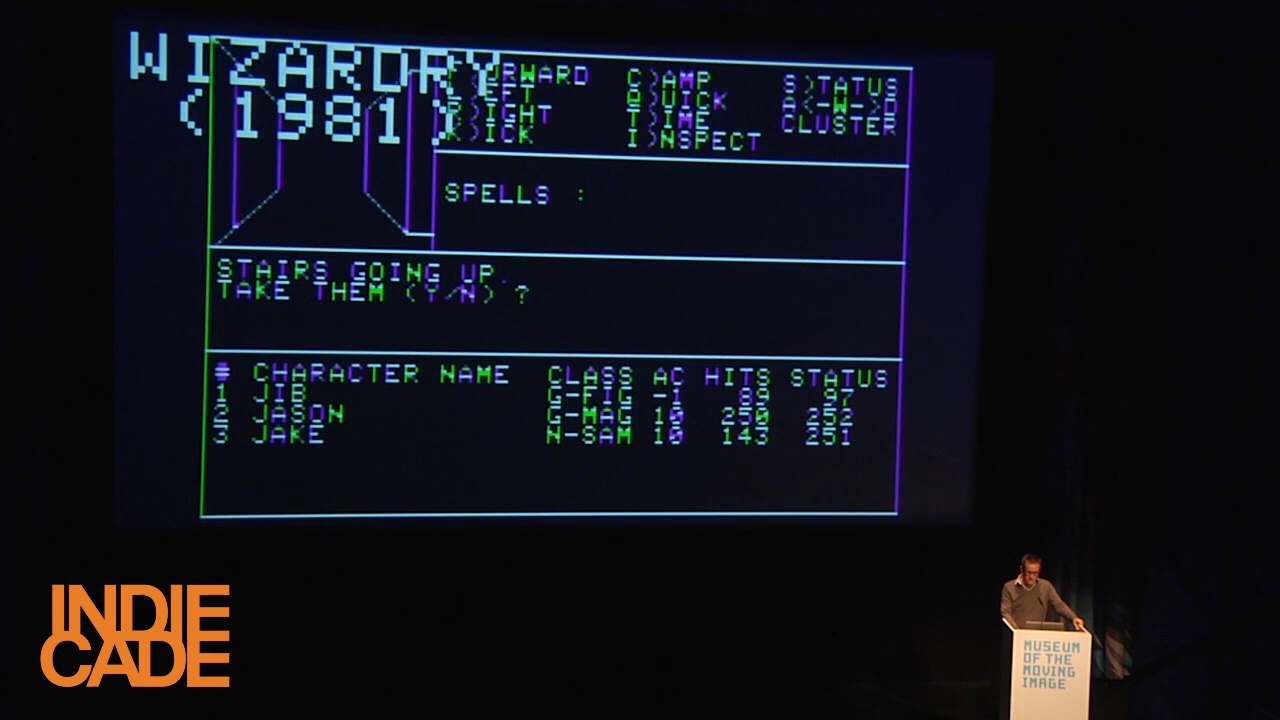 WIZARDRY
(1981)
F)ORWARD C)AMP S)TATUS
L)EFT Q)UICK A<-W->D
R)IGHT T)IME CLUSTER
K)ICK I)NSPECT
SPELLS :
STAIRS GOING UP.
TAKE THEM (Y/N) ?
# CHARACTER NAME CLASS AC HITS STATUS
1 JIB G-FIG -1 89 97
2 JASON G-MAG 10 250 252
3 JAKE N-SAM 10 143 251
INDIE
CADE
MUSEUM
OF THE
MOVING
IMAGE